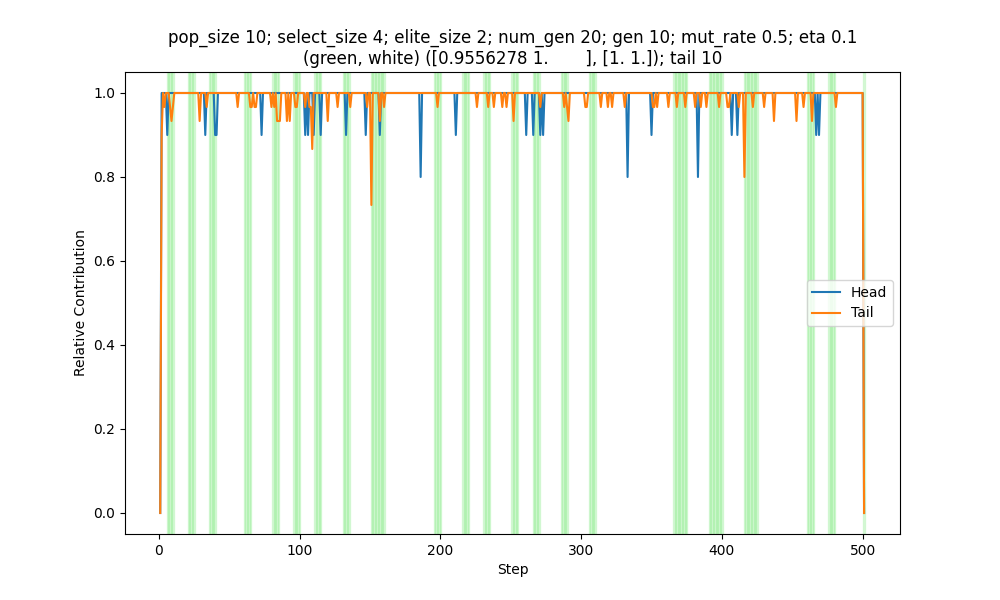 pop_size 10; select_size 4; elite_size 2; num_gen 20; gen 10; mut_rate 0.5; eta 0.1
(green, white) ([0.9556278 1.       ], [1. 1.]); tail 10
1.0
0.8
0.6
0.4
0.2
0.0
Relative Contribution
Head
Tail
0 100 200 300 400 500
Step